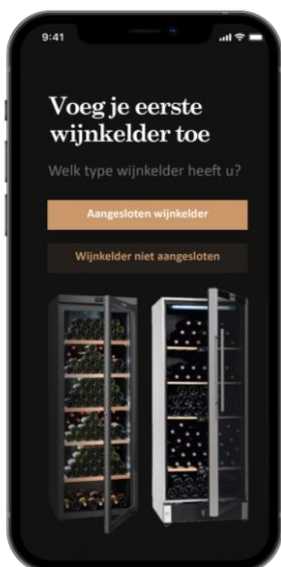 9:41
Voeg je eerste
wijnkelder toe
Welk type wijnkelder heeft u?
Aangesloten wijnkelder
Wijnkelder niet aangesloten